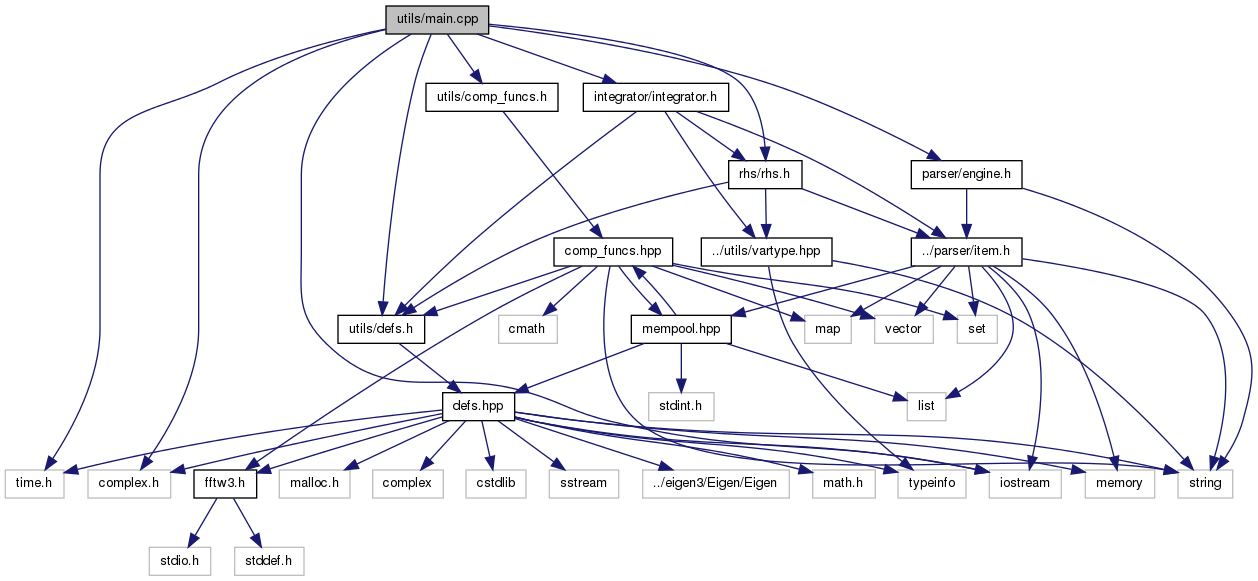 utils/main.cpp
utils/comp_funcs.h
integrator/integrator.h
rhs/rhs.h
parser/engine.h
comp_funcs.hpp
../utils/vartype.hpp
../parser/item.h
utils/defs.h
cmath
mempool.hpp
map
vector
set
defs.hpp
stdint.h
list
time.h
complex.h
fftw3.h
malloc.h
complex
cstdlib
sstream
../eigen3/Eigen/Eigen
math.h
typeinfo
iostream
memory
string
stdio.h
stddef.h